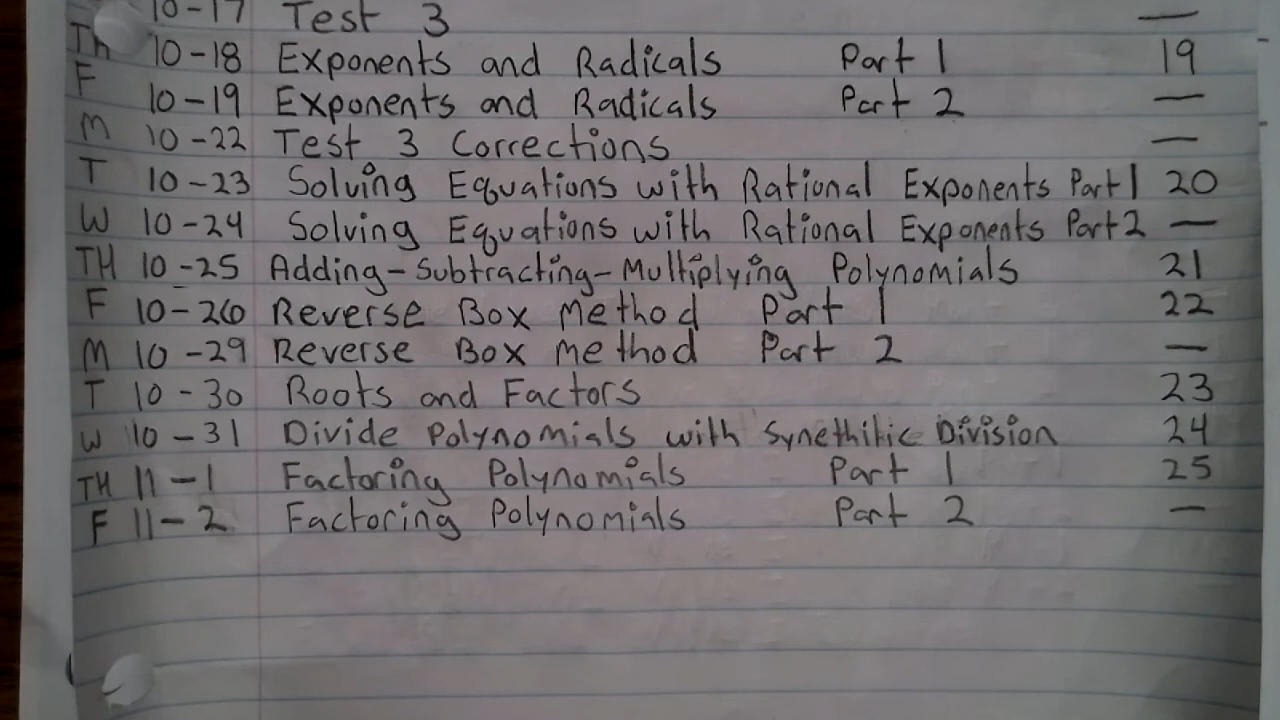 10-17 Test 3 —
TH 10-18 Exponents and Radicals Part 1 19
F 10-19 Exponents and Radicals Part 2 —
M 10-22 Test 3 Corrections —
T 10-23 Solving Equations with Rational Exponents Part 1 20
W 10-24 Solving Equations with Rational Exponents Part 2 —
TH 10-25 Adding-Subtracting-Multiplying Polynomials 21
F 10-26 Reverse Box Method Part 1 22
M 10-29 Reverse Box Method Part 2 —
T 10-30 Roots and Factors 23
W 10-31 Divide Polynomials with Synethitic Division 24
TH 11-1 Factoring Polynomials Part 1 25
F 11-2 Factoring Polynomials Part 2 —